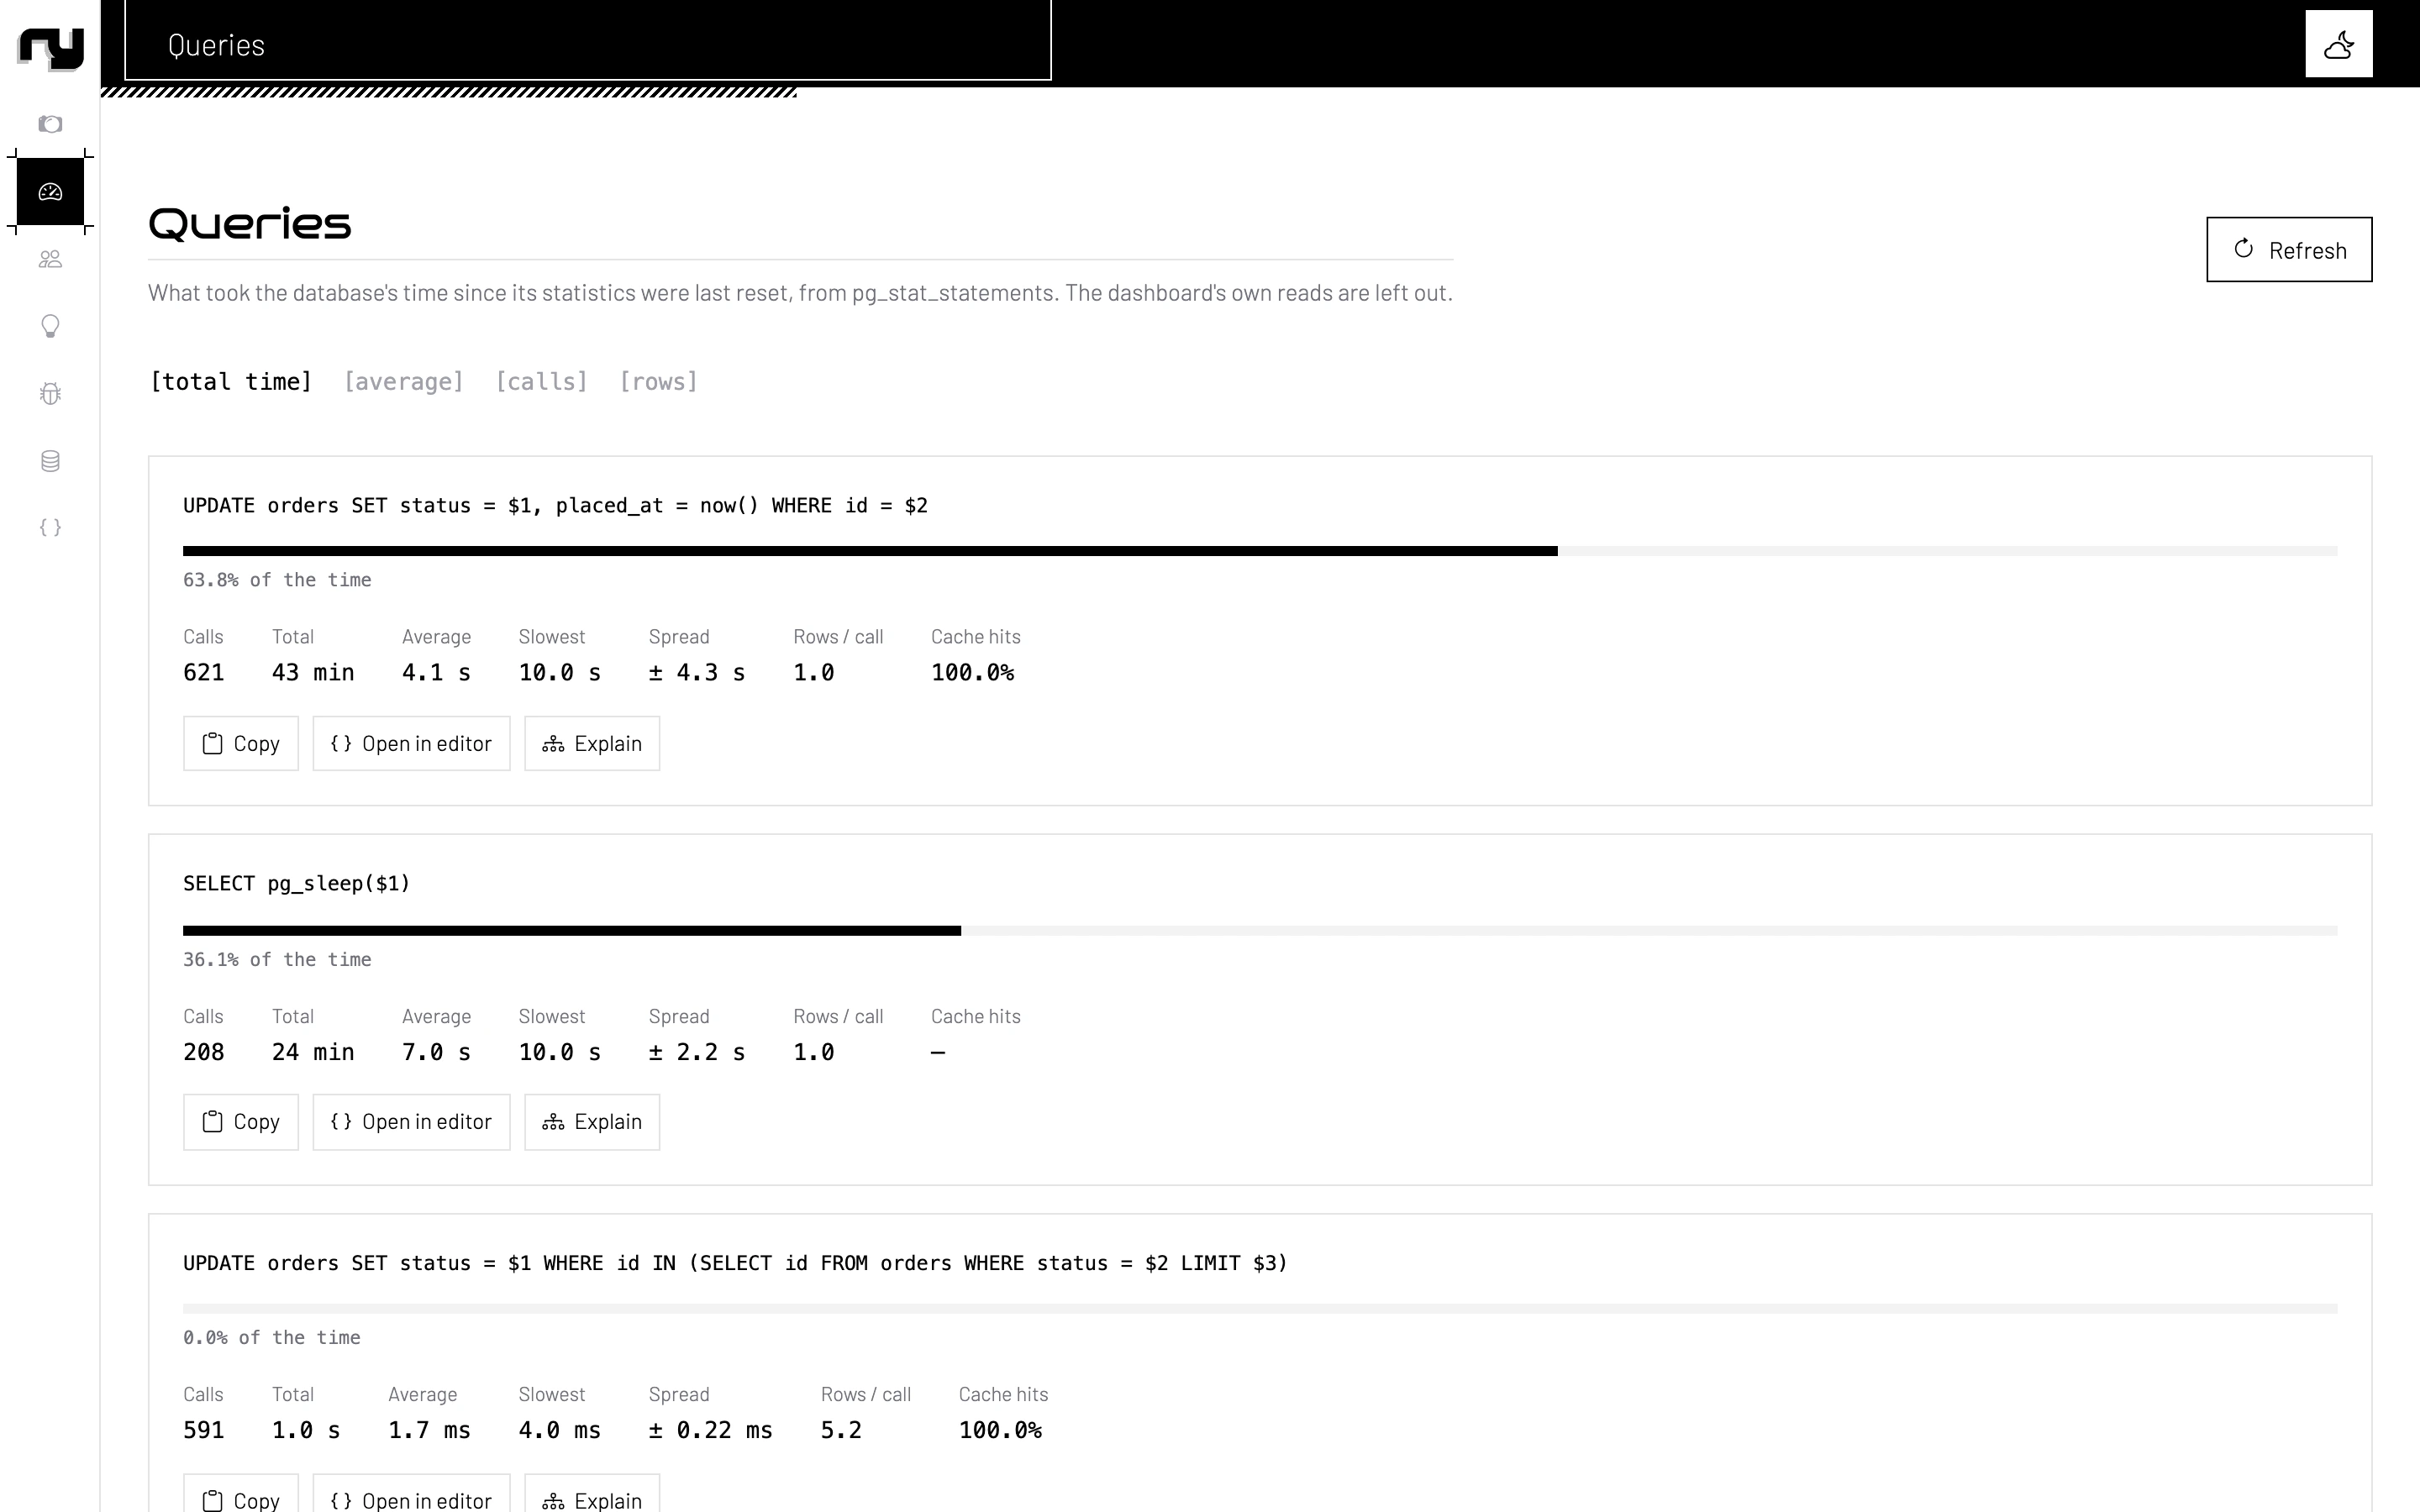 ry
Queries
Queries
Refresh
What took the database's time since its statistics were last reset, from pg_stat_statements. The dashboard's own reads are left out.
[total time] [average] [calls] [rows]
UPDATE orders SET status = $1, placed_at = now() WHERE id = $2
63.8% of the time
Calls Total Average Slowest Spread Rows / call Cache hits
621 43 min 4.1 s 10.0 s ± 4.3 s 1.0 100.0%
Copy {} Open in editor Explain
SELECT pg_sleep($1)
36.1% of the time
Calls Total Average Slowest Spread Rows / call Cache hits
208 24 min 7.0 s 10.0 s ± 2.2 s 1.0 —
Copy {} Open in editor Explain
UPDATE orders SET status = $1 WHERE id IN (SELECT id FROM orders WHERE status = $2 LIMIT $3)
0.0% of the time
Calls Total Average Slowest Spread Rows / call Cache hits
591 1.0 s 1.7 ms 4.0 ms ± 0.22 ms 5.2 100.0%
Copy {} Open in editor Explain